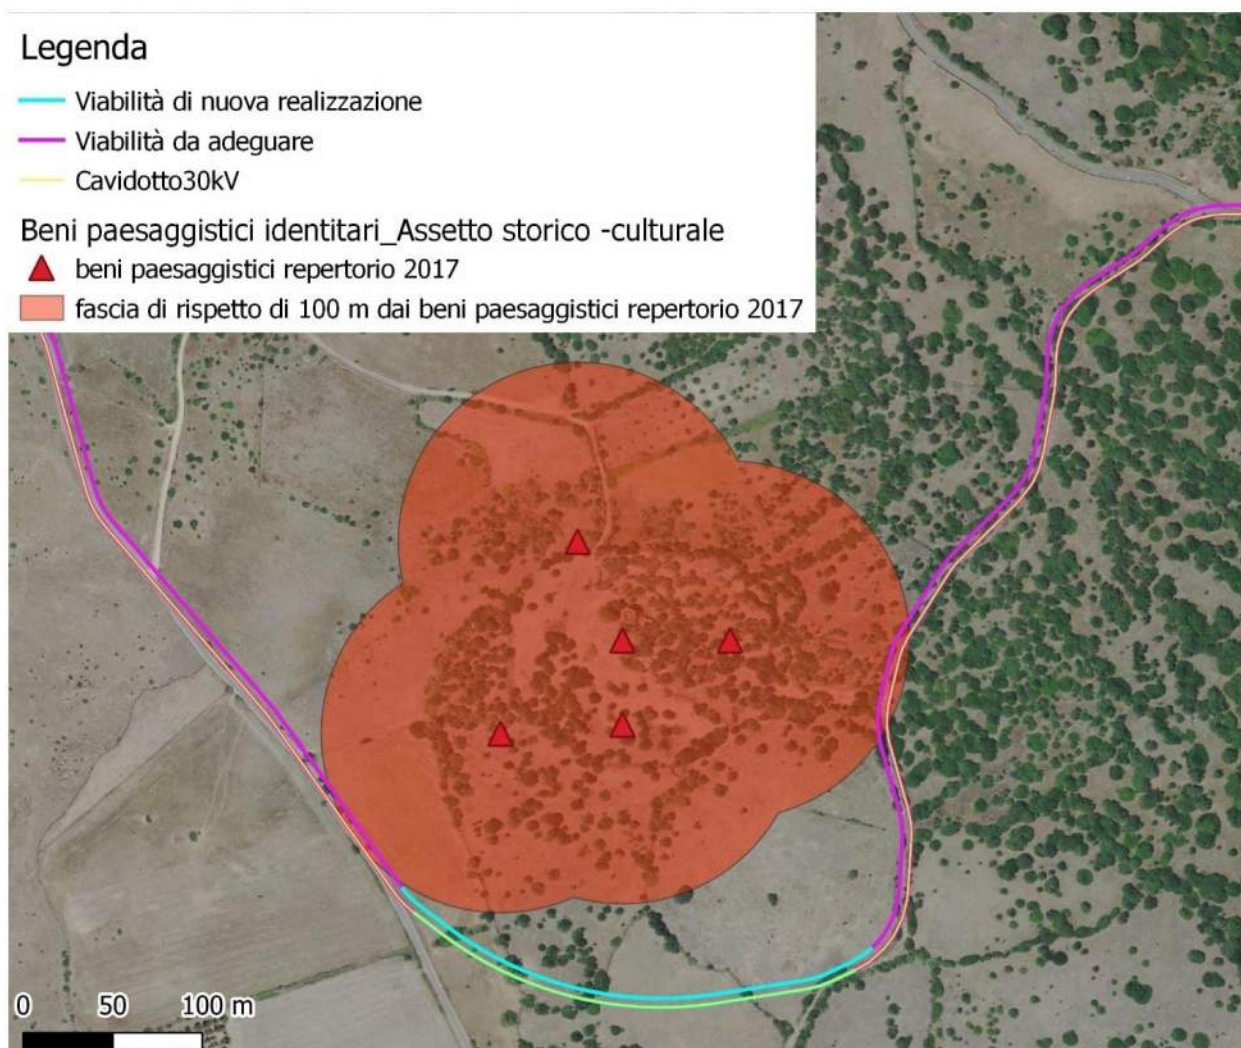 Legenda
Viabilità di nuova realizzazione
Viabilità da adeguare
Cavidotto30kV
Beni paesaggistici identitari_Assetto storico -culturale
beni paesaggistici repertorio 2017
fascia di rispetto di 100 m dai beni paesaggistici repertorio 2017
0 50 100 m